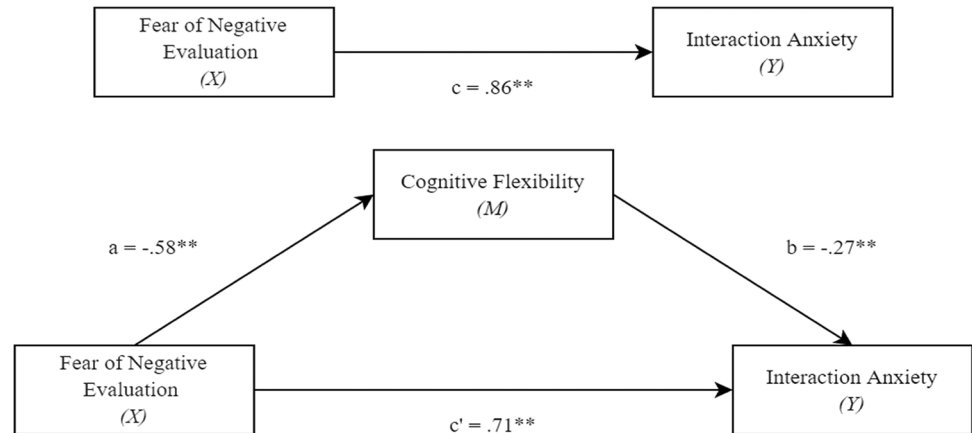 Fear of Negative
Evaluation
(X)
Interaction Anxiety
(Y)
c = .86**
Cognitive Flexibility
(M)
a = -.58**
b = -.27**
Fear of Negative
Evaluation
(X)
Interaction Anxiety
(Y)
c' = .71**